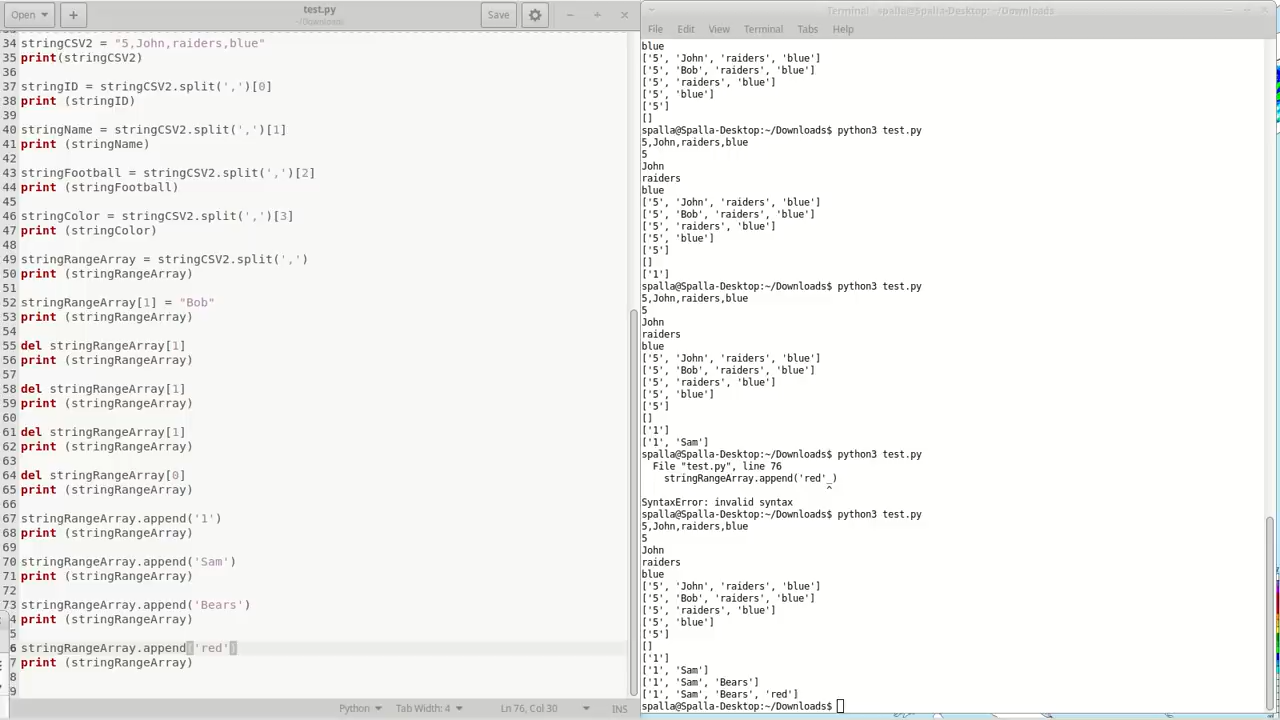 Open
+
test.py
~/Downloads
Save
34 stringCSV2 = "5,John,raiders,blue"
35 print(stringCSV2)
36
37 stringID = stringCSV2.split(',')[0]
38 print (stringID)
39
40 stringName = stringCSV2.split(',')[1]
41 print (stringName)
42
43 stringFootball = stringCSV2.split(',')[2]
44 print (stringFootball)
45
46 stringColor = stringCSV2.split(',')[3]
47 print (stringColor)
48
49 stringRangeArray = stringCSV2.split(',')
50 print (stringRangeArray)
51
52 stringRangeArray[1] = "Bob"
53 print (stringRangeArray)
54
55 del stringRangeArray[1]
56 print (stringRangeArray)
57
58 del stringRangeArray[1]
59 print (stringRangeArray)
60
61 del stringRangeArray[1]
62 print (stringRangeArray)
63
64 del stringRangeArray[0]
65 print (stringRangeArray)
66
67 stringRangeArray.append('1')
68 print (stringRangeArray)
69
70 stringRangeArray.append('Sam')
71 print (stringRangeArray)
72
73 stringRangeArray.append('Bears')
4 print (stringRangeArray)
5
6 stringRangeArray.append('red')
7 print (stringRangeArray)
8
9
Python
Tab Width: 4
Ln 76, Col 30
INS
Terminal - spalla@Spalla-Desktop:~/Downloads
File Edit View Terminal Tabs Help
blue
['5', 'John', 'raiders', 'blue']
['5', 'Bob', 'raiders', 'blue']
['5', 'raiders', 'blue']
['5', 'blue']
['5']
[]
spalla@Spalla-Desktop:~/Downloads$ python3 test.py
5,John,raiders,blue
5
John
raiders
blue
['5', 'John', 'raiders', 'blue']
['5', 'Bob', 'raiders', 'blue']
['5', 'raiders', 'blue']
['5', 'blue']
['5']
[]
['1']
spalla@Spalla-Desktop:~/Downloads$ python3 test.py
5,John,raiders,blue
5
John
raiders
blue
['5', 'John', 'raiders', 'blue']
['5', 'Bob', 'raiders', 'blue']
['5', 'raiders', 'blue']
['5', 'blue']
['5']
[]
['1']
['1', 'Sam']
spalla@Spalla-Desktop:~/Downloads$ python3 test.py
File "test.py", line 76
stringRangeArray.append('red'_)
^
SyntaxError: invalid syntax
spalla@Spalla-Desktop:~/Downloads$ python3 test.py
5,John,raiders,blue
5
John
raiders
blue
['5', 'John', 'raiders', 'blue']
['5', 'Bob', 'raiders', 'blue']
['5', 'raiders', 'blue']
['5', 'blue']
['5']
[]
['1']
['1', 'Sam']
['1', 'Sam', 'Bears']
['1', 'Sam', 'Bears', 'red']
spalla@Spalla-Desktop:~/Downloads$